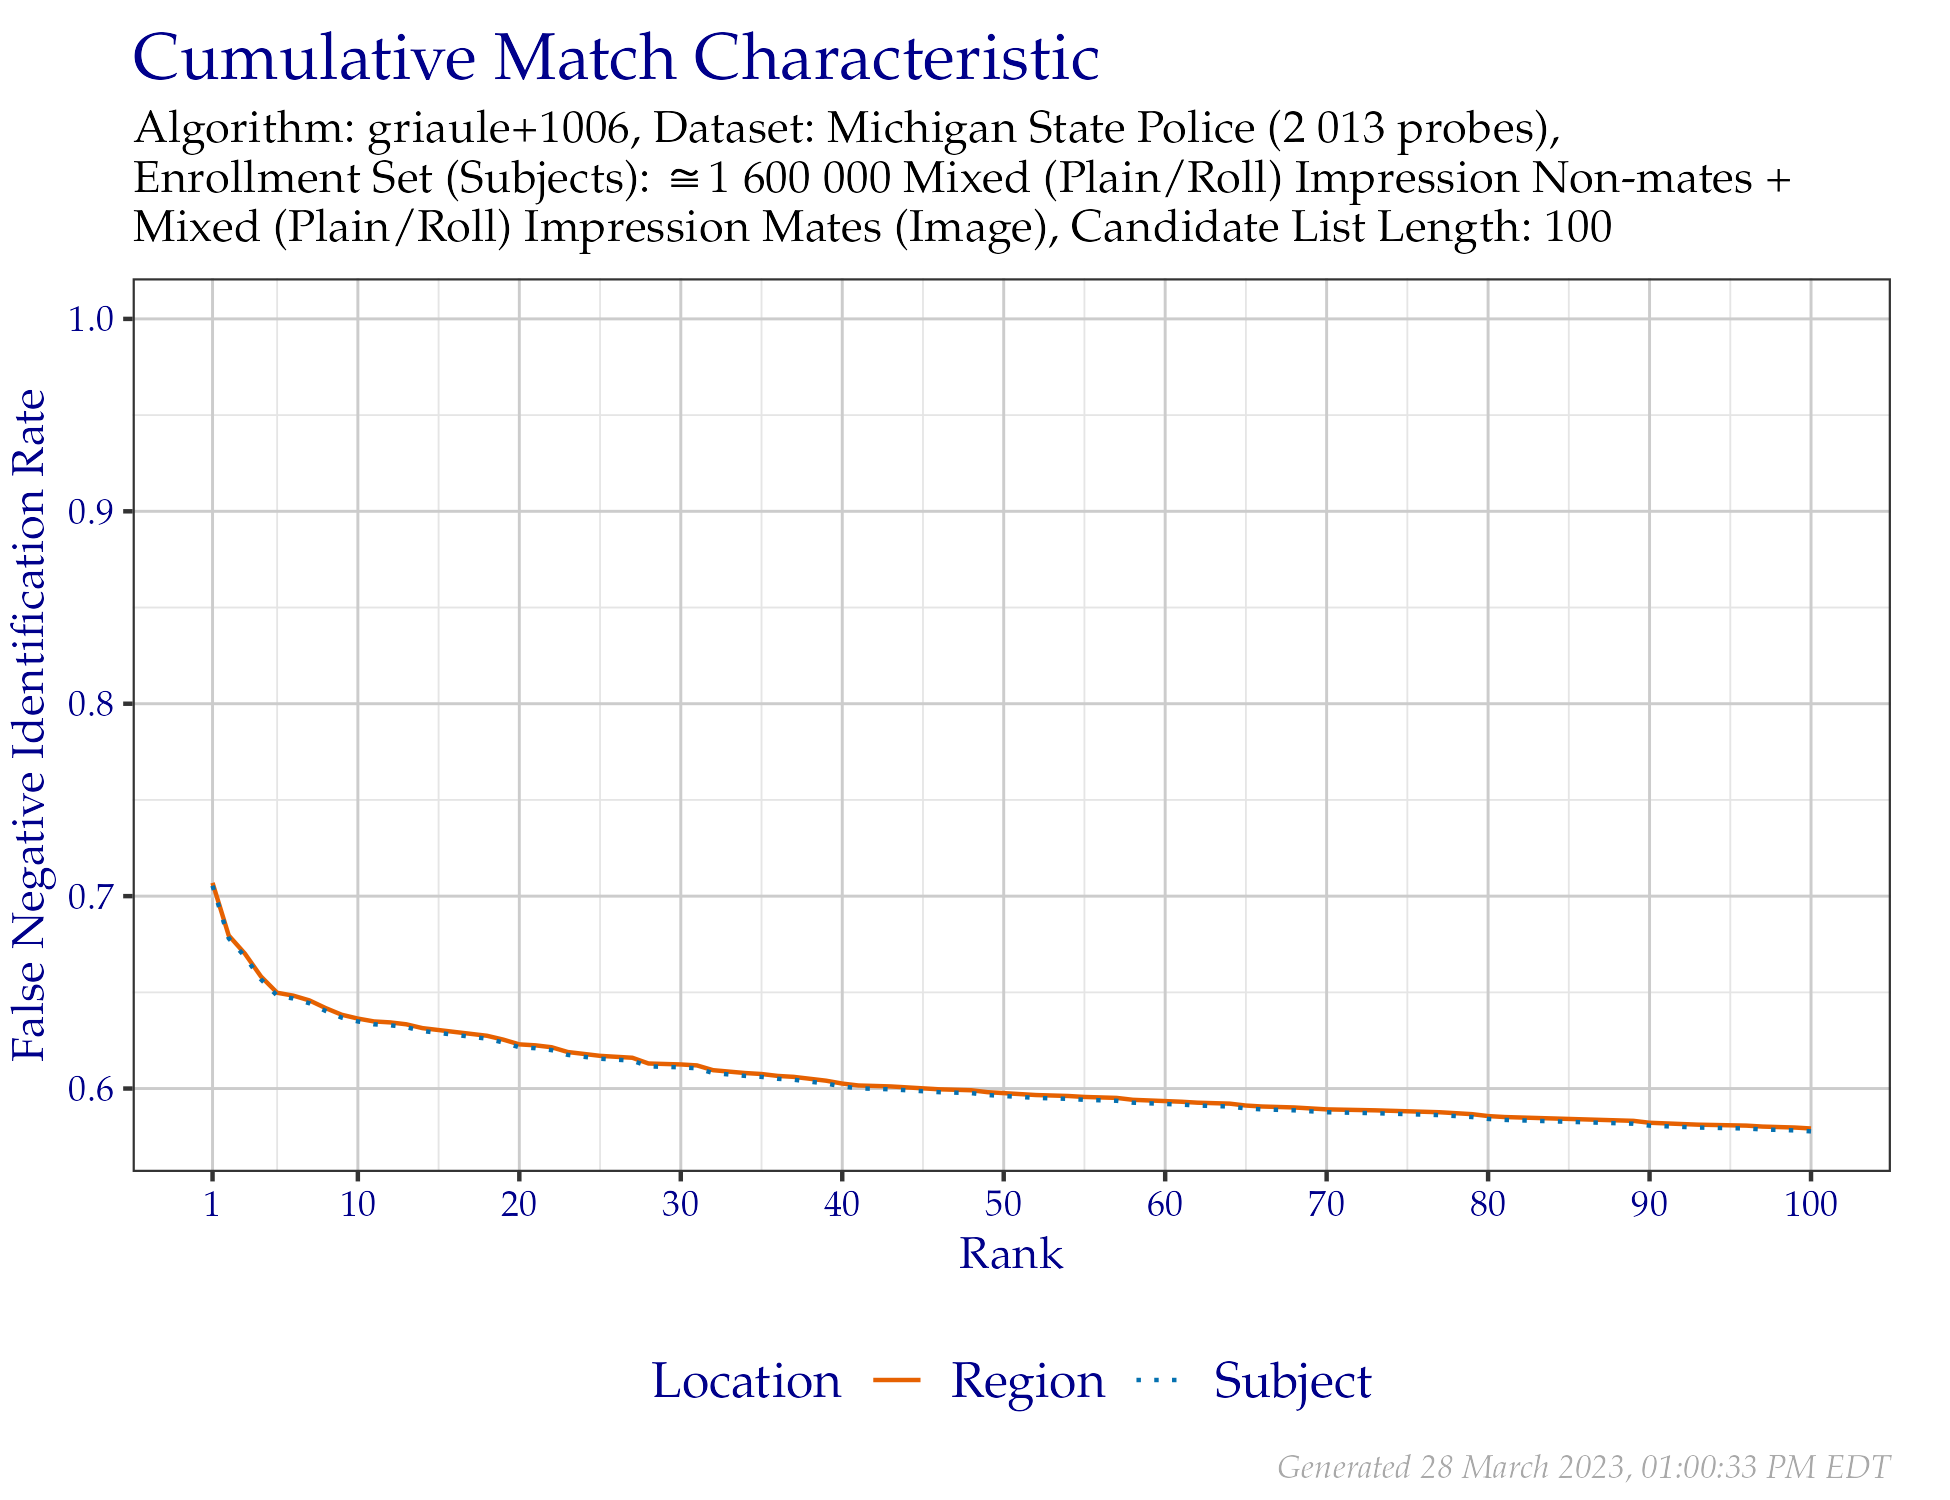 Cumulative Match Characteristic
Algorithm: griaule+1006, Dataset: Michigan State Police (2 013 probes),
Enrollment Set (Subjects): ≅ 1 600 000 Mixed (Plain/Roll) Impression Non-mates +
Mixed (Plain/Roll) Impression Mates (Image), Candidate List Length: 100
False Negative Identification Rate
1.0
0.9
0.8
0.7
0.6
1 10 20 30 40 50 60 70 80 90 100
Rank
Location Region Subject
Generated 28 March 2023, 01:00:33 PM EDT